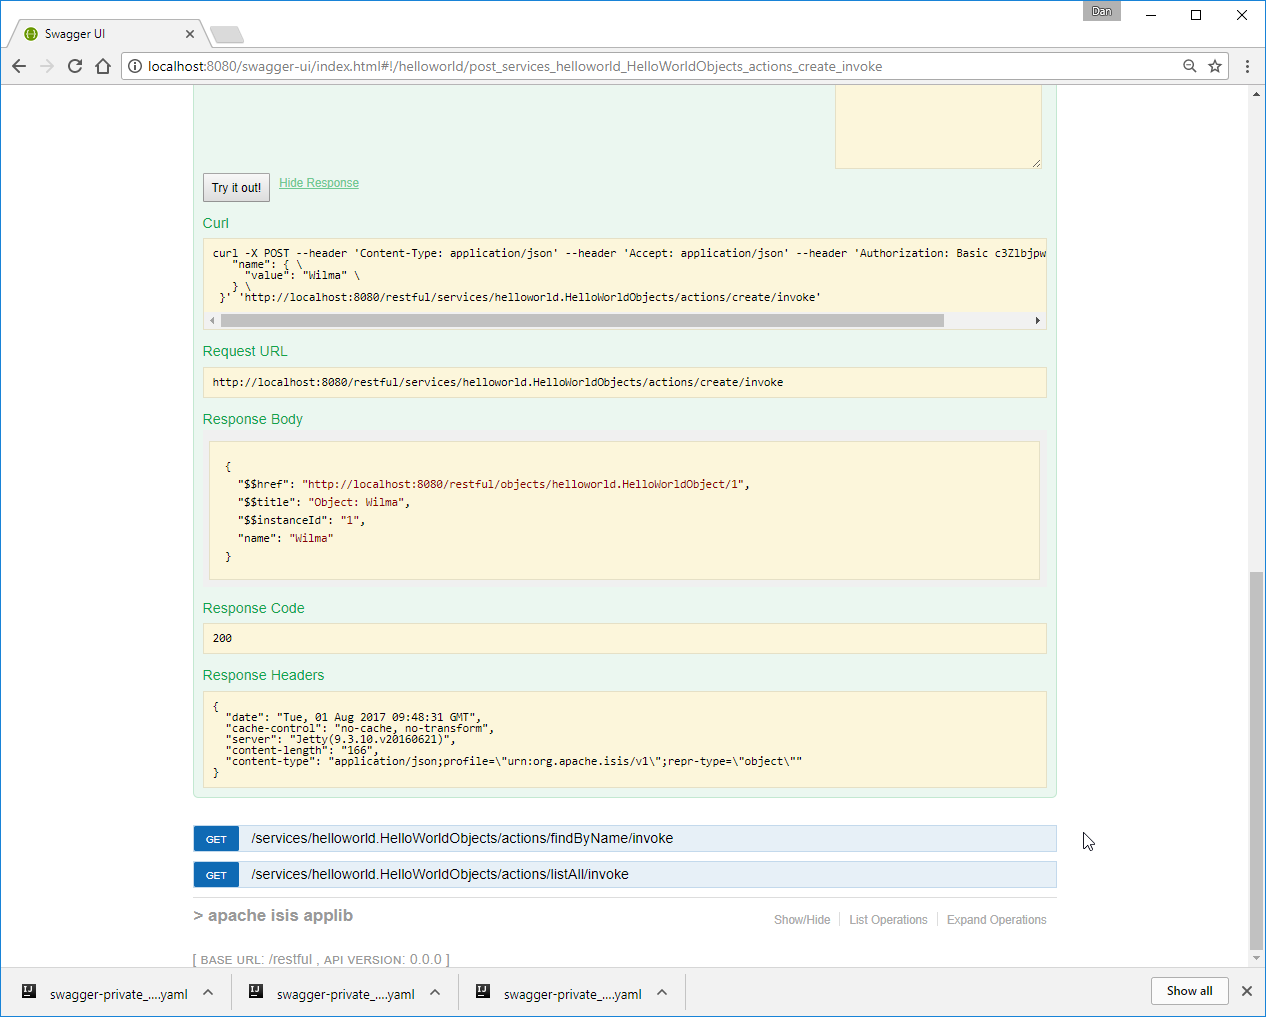 Dan
Swagger UI
localhost:8080/swagger-ui/index.html#!/helloworld/post_services_helloworld_HelloWorldObjects_actions_create_invoke
Try it out!
Hide Response
Curl
curl -X POST --header 'Content-Type: application/json' --header 'Accept: application/json' --header 'Authorization: Basic c3Zlbjpw
"name": { \
"value": "Wilma" \
} \
}' 'http://localhost:8080/restful/services/helloworld.HelloWorldObjects/actions/create/invoke'
Request URL
http://localhost:8080/restful/services/helloworld.HelloWorldObjects/actions/create/invoke
Response Body
{
"$$href": "http://localhost:8080/restful/objects/helloworld.HelloWorldObject/1",
"$$title": "Object: Wilma",
"$$instanceId": "1",
"name": "Wilma"
}
Response Code
200
Response Headers
{
"date": "Tue, 01 Aug 2017 09:48:31 GMT",
"cache-control": "no-cache, no-transform",
"server": "Jetty(9.3.10.v20160621)",
"content-length": "166",
"content-type": "application/json;profile=\"urn:org.apache.isis/v1\";repr-type=\"object\""
}
GET /services/helloworld.HelloWorldObjects/actions/findByName/invoke
GET /services/helloworld.HelloWorldObjects/actions/listAll/invoke
> apache isis applib
Show/Hide List Operations Expand Operations
[ BASE URL: /restful , API VERSION: 0.0.0 ]
swagger-private_....yaml swagger-private_....yaml swagger-private_....yaml Show all